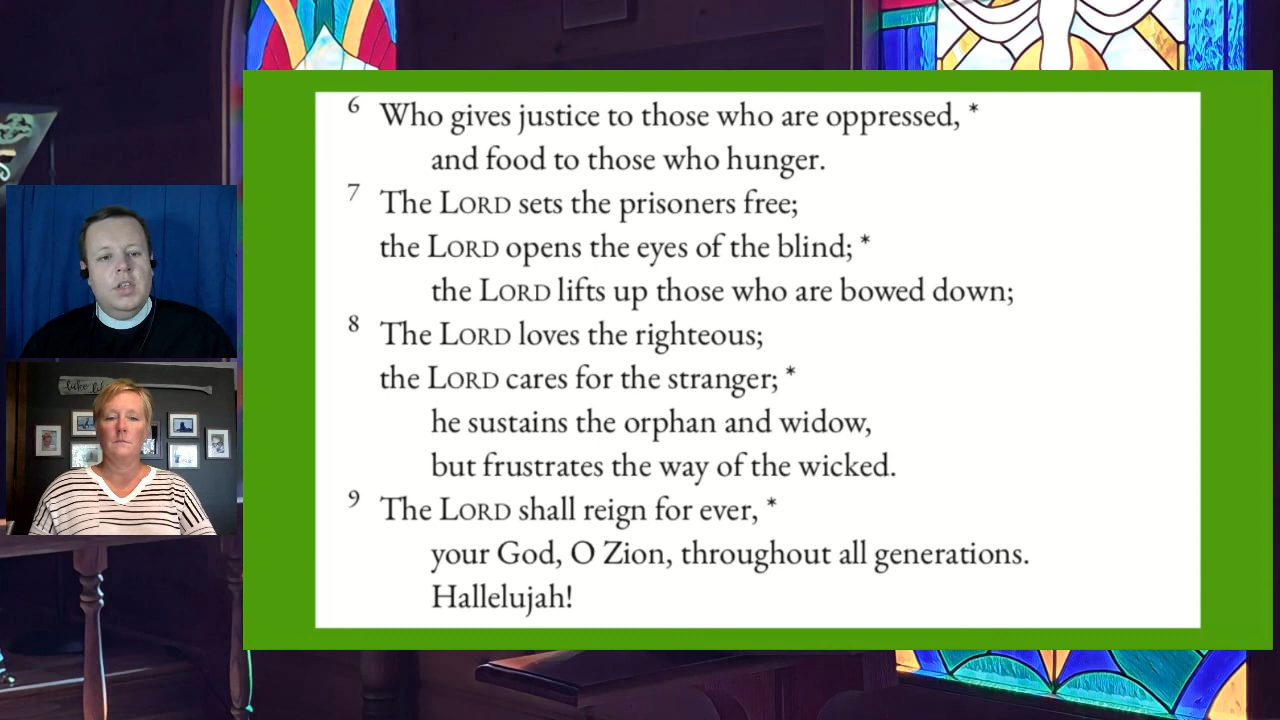 6 Who gives justice to those who are oppressed, *
and food to those who hunger.
7 The LORD sets the prisoners free;
the LORD opens the eyes of the blind; *
the LORD lifts up those who are bowed down;
8 The LORD loves the righteous;
the LORD cares for the stranger; *
he sustains the orphan and widow,
but frustrates the way of the wicked.
9 The LORD shall reign for ever, *
your God, O Zion, throughout all generations.
Hallelujah!